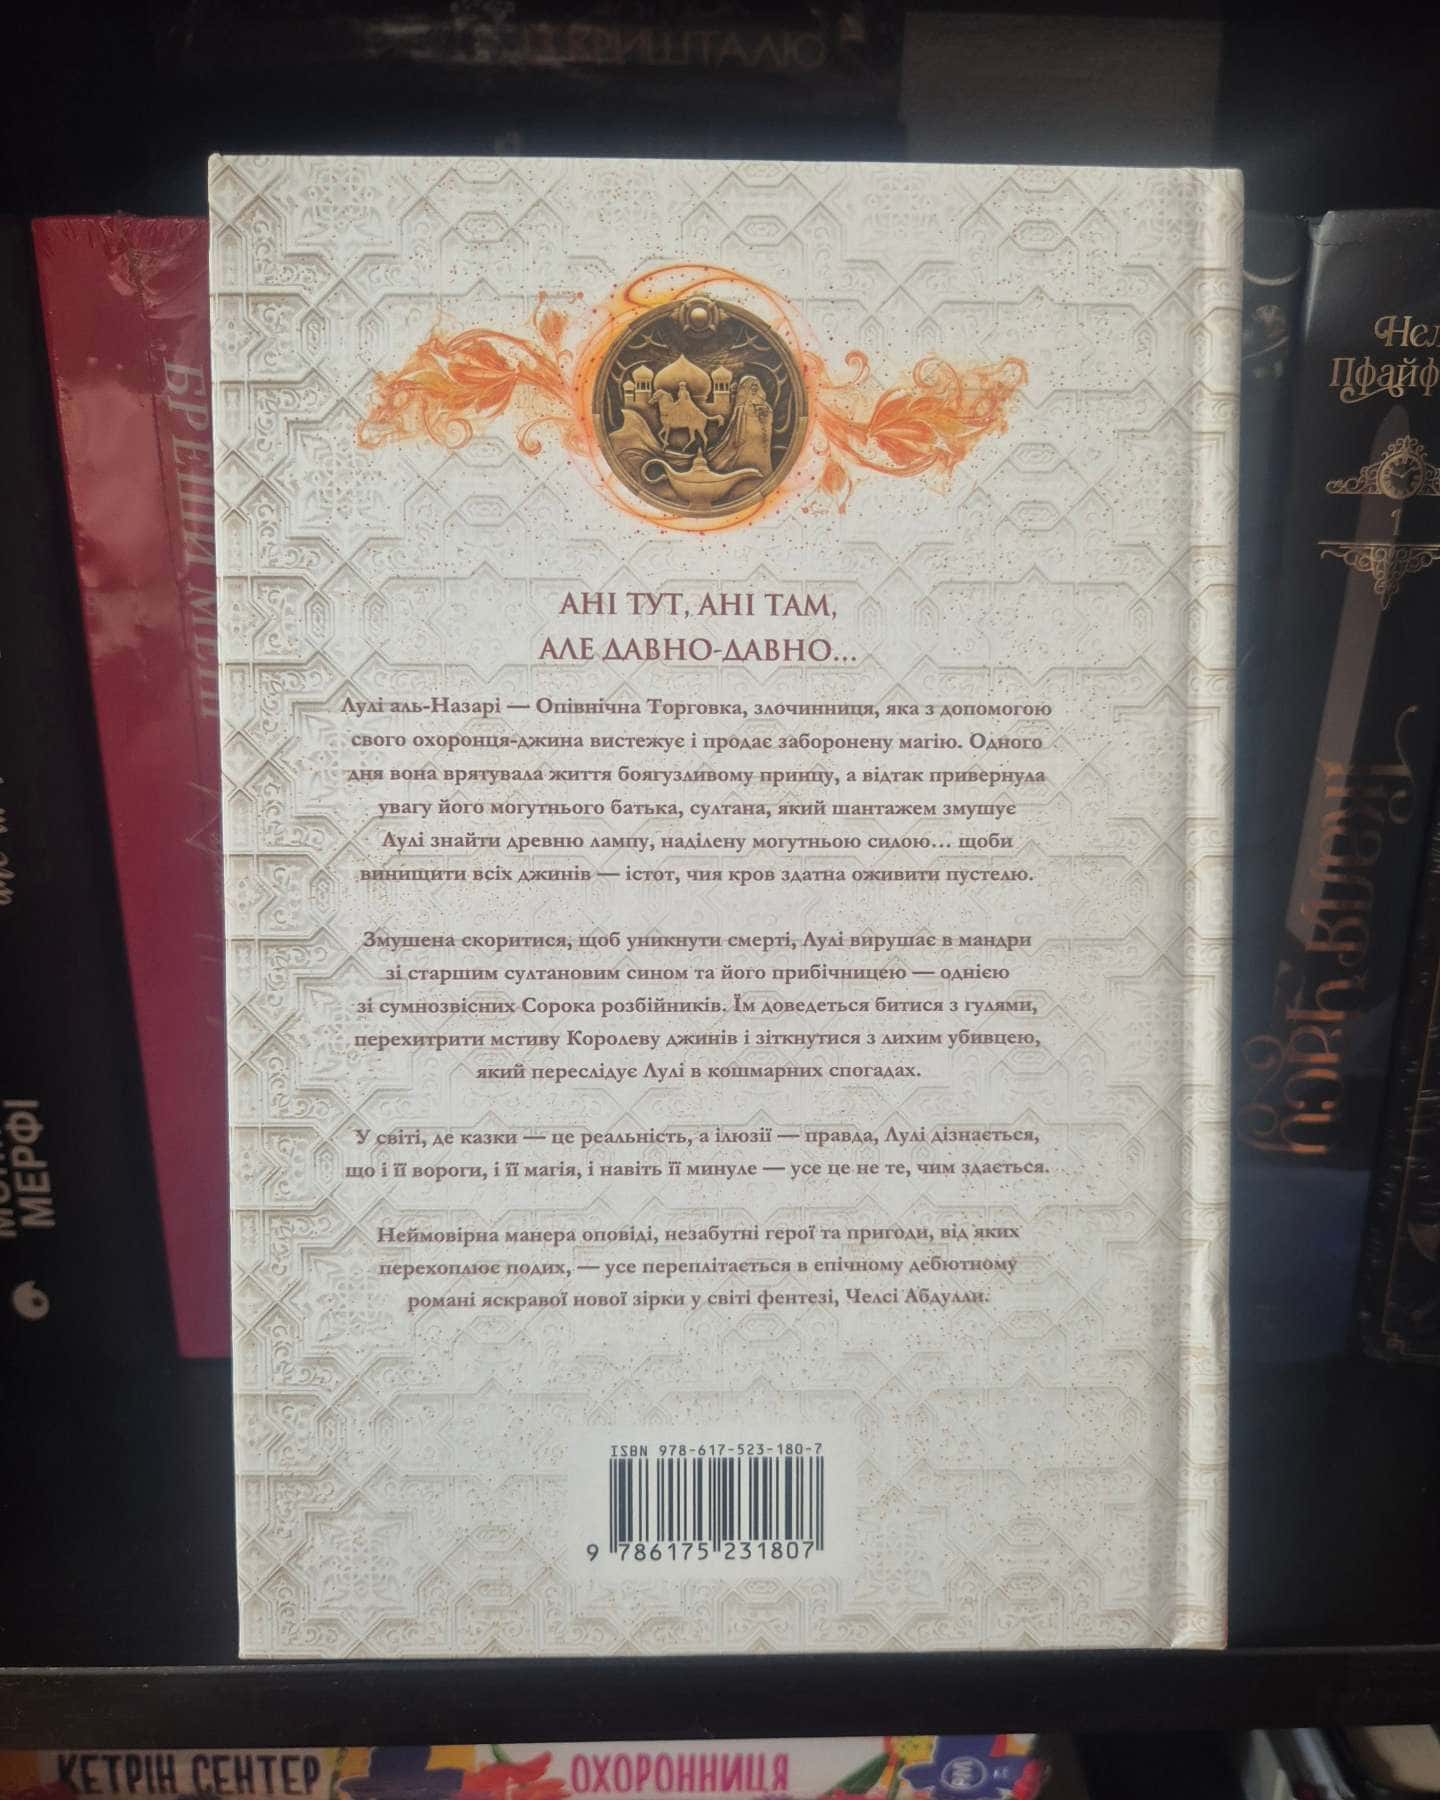 КРИШТАЛЮ
БРЕШИ МЕНІ
Нєл
Пфайф
1
МЕРФІ
АНІ ТУТ, АНІ ТАМ,
АЛЕ ДАВНО-ДАВНО...
Лулі аль-Назарі — Опівнічна Торговка, злочинниця, яка з допомогою
свого охоронця-джина вистежує і продає заборонену магію. Одного
дня вона врятувала життя боягузливому принцу, а відтак привернула
увагу його могутнього батька, султана, який шантажем змушує
Лулі знайти древню лампу, наділену могутньою силою... щоби
винищити всіх джинів — істот, чия кров здатна оживити пустелю.
Змушена скоритися, щоб уникнути смерті, Лулі вирушає в мандри
зі старшим султановим сином та його прибічницею — однією
зі сумнозвісних Сорока розбійників. Їм доведеться битися з гулями,
перехитрити мстиву Королеву джинів і зіткнутися з лихим убивцею,
який переслідує Лулі в кошмарних спогадах.
У світі, де казки — це реальність, а ілюзії — правда, Лулі дізнається,
що і її вороги, і її магія, і навіть її минуле — усе це не те, чим здається.
Неймовірна манера оповіді, незабутні герої та пригоди, від яких
перехоплює подих, — усе переплітається в епічному дебютному
романі яскравої нової зірки у світі фентезі, Челсі Абдулли.
ISBN 978-617-523-180-7
9 786175 231807
КЕТРІН СЕНТЕР
ОХОРОННИЦЯ
РМ